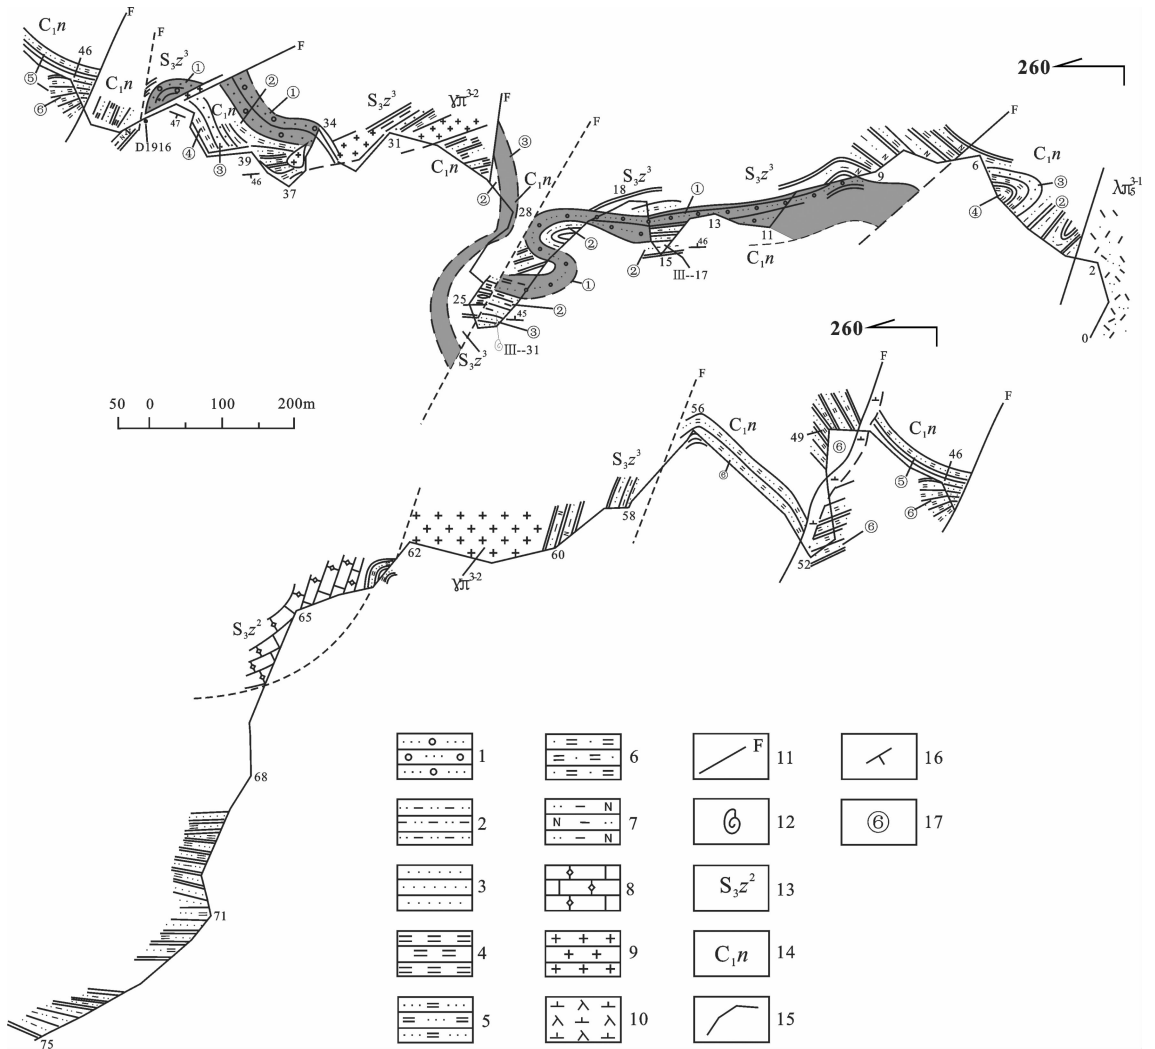 C₁n
46
F
F
S₃z³
F
260
⑤
⑥
C₁n
①
②
①
C₁n
47
D1916
④
③
39
46
37
34
S₃z³
γπ³⁻²
31
C₁n
F
③
②
C₁n
28
F
S₃z³
18
①
S₃z³
②
②
15
46
III--17
13
11
C₁n
9
N
N
N
6
F
C₁n
③
④
②
λπ₅³⁻¹
2
0
①
25
②
45
③
III--31
S₃z³
260
50 0 100 200m
F
56
C₁n
⑥
49
⑥
F
C₁n
46
F
⑤
⑥
⑥
52
S₃z³
58
60
62
γπ³⁻²
65
S₃z²
68
71
75
1
6
F
11
16
2
N
N
N
7
12
⑥
17
3
8
S₃z²
13
4
9
C₁n
14
5
10
15